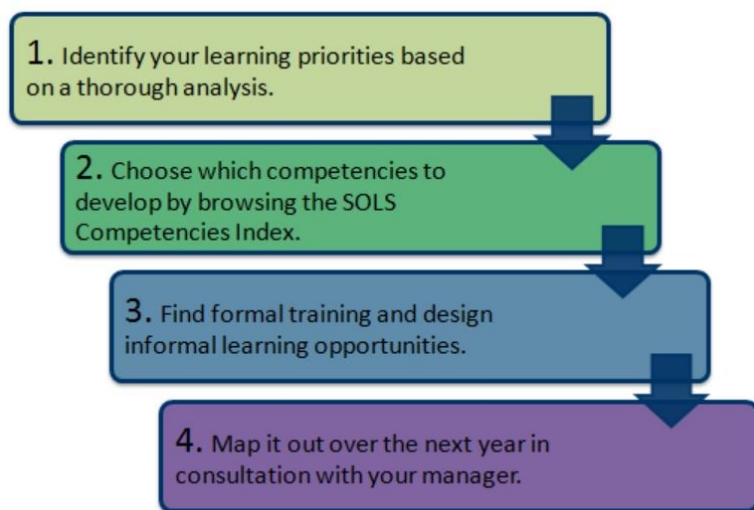 1. Identify your learning priorities based
on a thorough analysis.
2. Choose which competencies to
develop by browsing the SOLS
Competencies Index.
3. Find formal training and design
informal learning opportunities.
4. Map it out over the next year in
consultation with your manager.